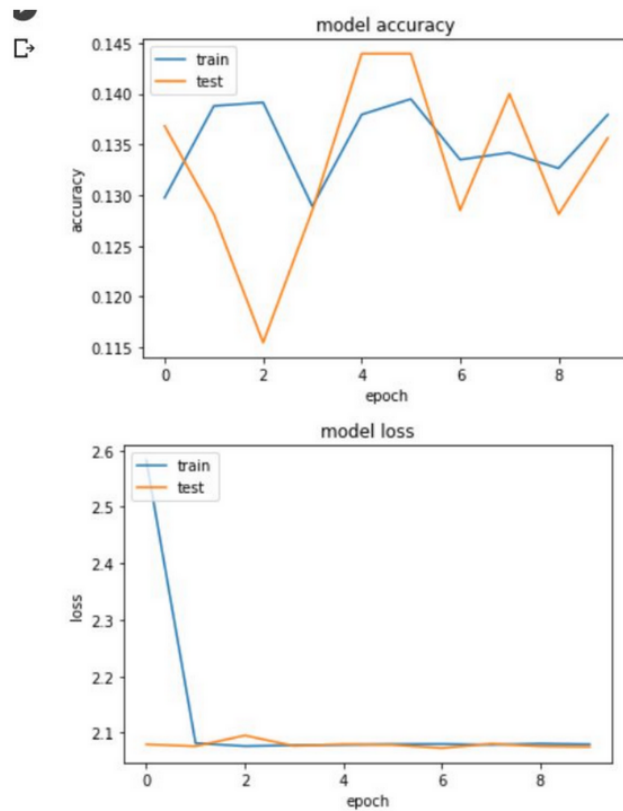 model accuracy
train
test
0.145
0.140
0.135
0.130
0.125
0.120
0.115
accuracy
0 2 4 6 8
epoch
model loss
train
test
2.6
2.5
2.4
2.3
2.2
2.1
loss
0 2 4 6 8
epoch